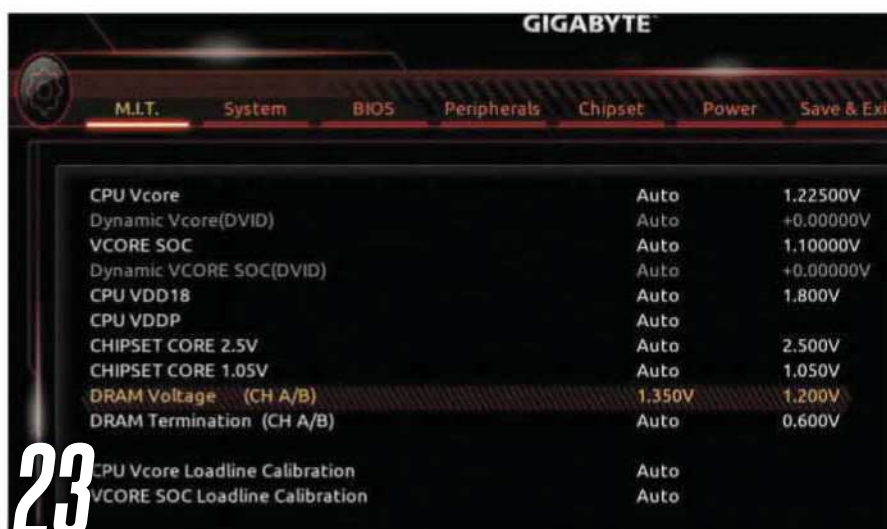 GIGABYTE™
M.I.T. System BIOS Peripherals Chipset Power Save & Exi
CPU Vcore Auto 1.22500V
Dynamic Vcore(DVID) Auto +0.00000V
VCORE SOC Auto 1.10000V
Dynamic VCORE SOC(DVID) Auto +0.00000V
CPU VDD18 Auto 1.800V
CPU VDDP Auto
CHIPSET CORE 2.5V Auto 2.500V
CHIPSET CORE 1.05V Auto 1.050V
DRAM Voltage (CH A/B) 1.350V 1.200V
DRAM Termination (CH A/B) Auto 0.600V
CPU Vcore Loadline Calibration Auto
VCORE SOC Loadline Calibration Auto
23